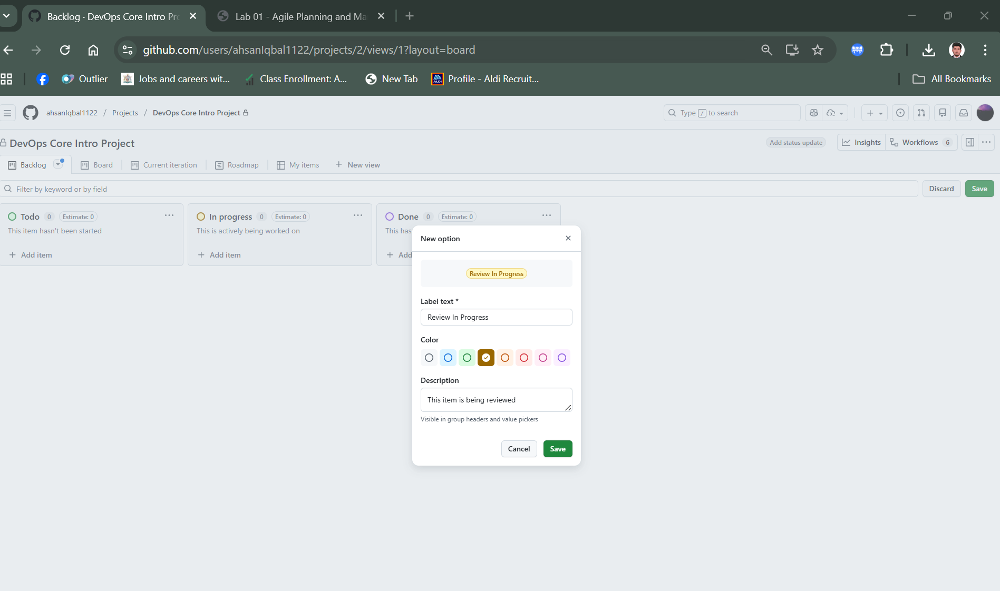 Backlog · DevOps Core Intro Pro
Lab 01 - Agile Planning and Ma
github.com/users/ahsanIqbal1122/projects/2/views/1?layout=board
Outlier
Jobs and careers wit...
Class Enrollment: A...
New Tab
ALDI
Profile - Aldi Recruit...
All Bookmarks
ahsanIqbal1122 / Projects / DevOps Core Intro Project
Type / to search
DevOps Core Intro Project
Add status update
Insights
Workflows 6
Backlog
Board
Current iteration
Roadmap
My items
New view
Filter by keyword or by field
Discard
Save
Todo 0 Estimate: 0
This item hasn't been started
Add item
In progress 0 Estimate: 0
This is actively being worked on
Add item
Done 0 Estimate: 0
This has
Add
New option
Review In Progress
Label text *
Review In Progress
Color
Description
This item is being reviewed
Visible in group headers and value pickers
Cancel
Save